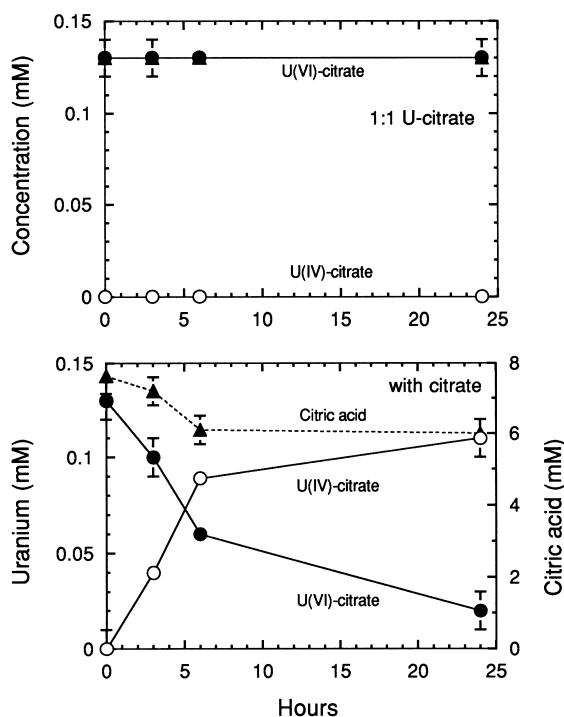 0.15
0.1
0.05
0
Concentration (mM)
U(VI)-citrate
1:1 U-citrate
U(IV)-citrate
0 5 10 15 20 25
0.15
0.1
0.05
0
Uranium (mM)
with citrate
Citric acid
U(IV)-citrate
U(VI)-citrate
8
6
4
2
0
Citric acid (mM)
0 5 10 15 20 25
Hours